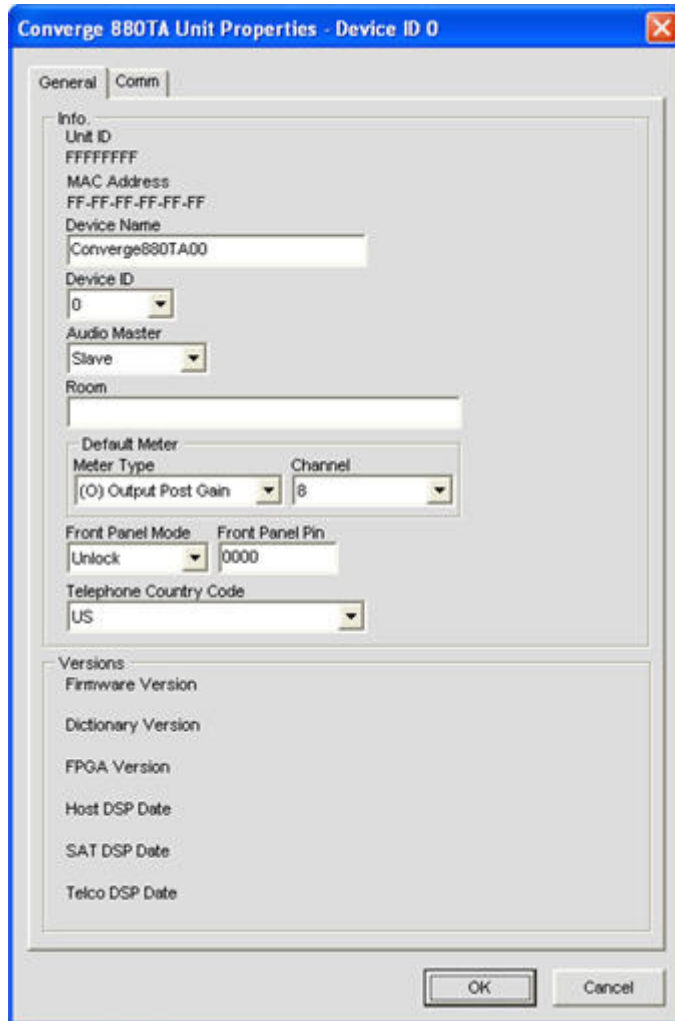 Converge 880TA Unit Properties - Device ID 0
General Comm
Info.
Unit ID
FFFFFFFF
MAC Address
FF-FF-FF-FF-FF-FF
Device Name
Converge880TA00
Device ID
0
Audio Master
Slave
Room
Default Meter
Meter Type Channel
(O) Output Post Gain 8
Front Panel Mode Front Panel Pin
Unlock 0000
Telephone Country Code
US
Versions
Firmware Version
Dictionary Version
FPGA Version
Host DSP Date
SAT DSP Date
Telco DSP Date
OK Cancel